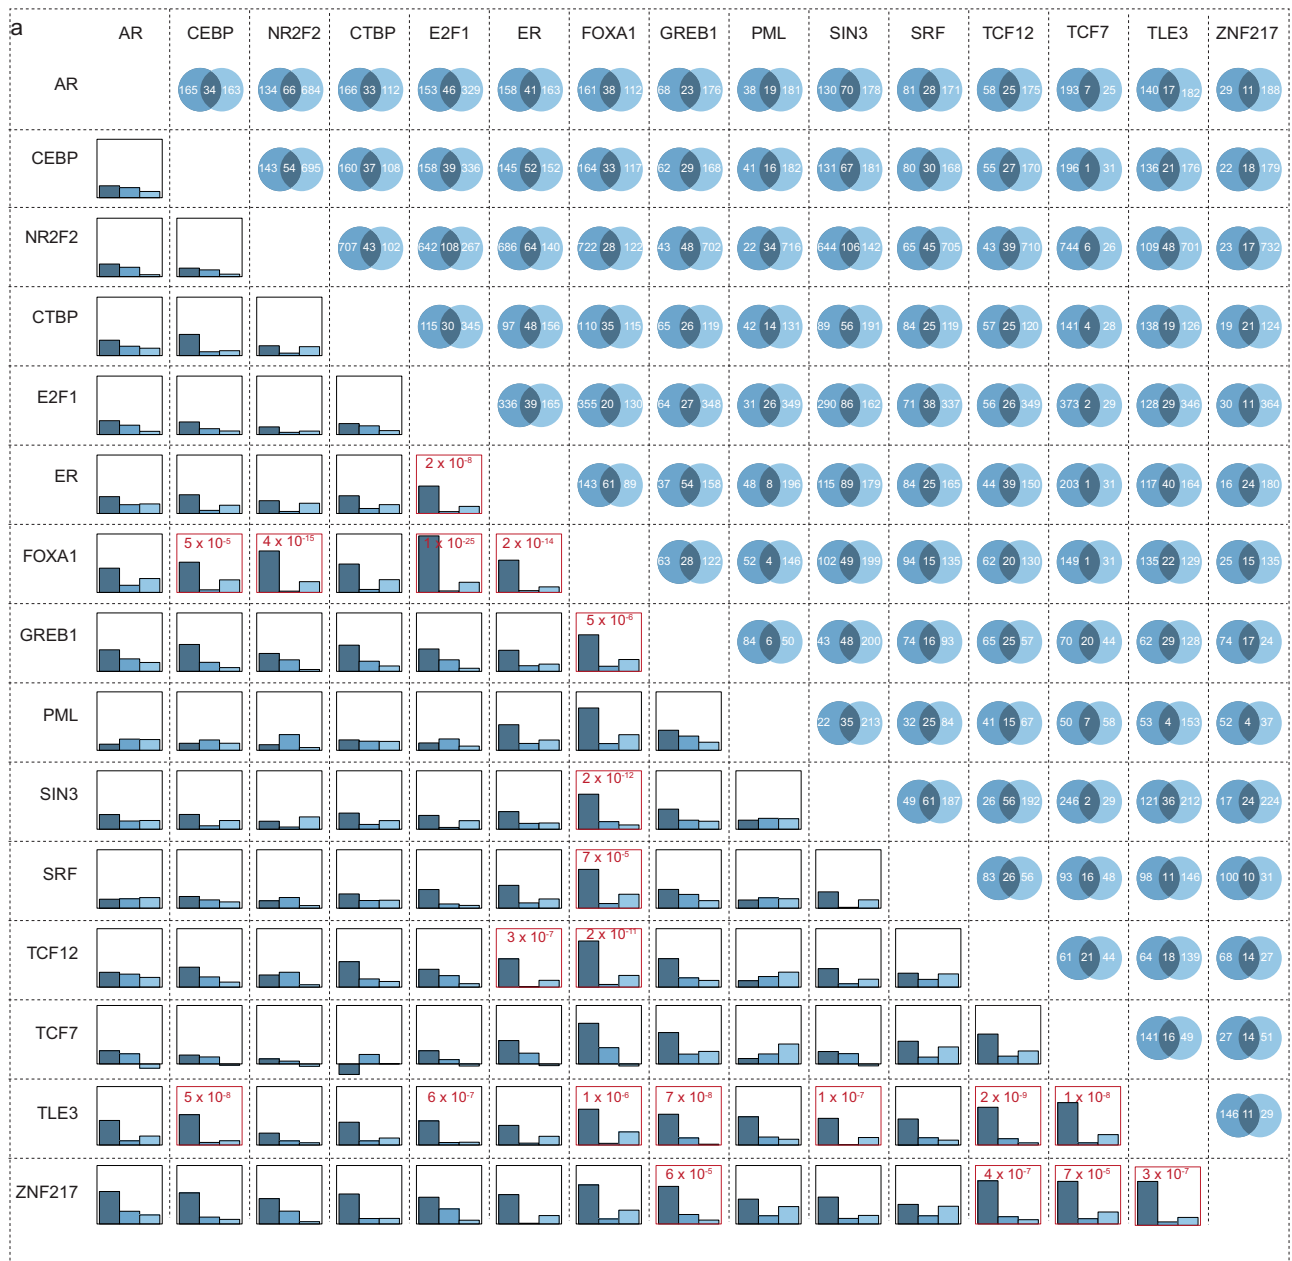 a
AR CEBP NR2F2 CTBP E2F1 ER FOXA1 GREB1 PML SIN3 SRF TCF12 TCF7 TLE3 ZNF217
AR 165 34 163 134 66 684 166 33 112 153 46 329 158 41 163 161 38 112 68 23 176 38 19 181 130 70 178 81 28 171 58 25 175 193 7 25 140 17 182 29 11 188
CEBP 143 54 695 160 37 108 158 39 336 145 52 152 164 33 117 62 29 168 41 16 182 131 67 181 80 30 168 55 27 170 196 1 31 136 21 176 22 18 179
NR2F2 707 43 102 642 108 267 686 64 140 722 28 122 43 48 702 22 34 716 644 106 142 65 45 705 43 39 710 744 6 26 109 48 701 23 17 732
CTBP 115 30 345 97 48 156 110 35 115 65 26 119 42 14 131 89 56 191 84 25 119 57 25 120 141 4 28 138 19 126 19 21 124
E2F1 336 39 165 355 20 130 64 27 348 31 26 349 290 86 162 71 38 337 56 26 349 373 2 29 128 29 346 30 11 364
ER 2 x 10⁻⁸ 143 61 89 37 54 158 48 8 196 115 89 179 84 25 165 44 39 150 203 1 31 117 40 164 16 24 180
FOXA1 5 x 10⁻⁵ 4 x 10⁻¹⁵ 1 x 10⁻²⁵ 2 x 10⁻¹⁴ 63 28 122 52 4 146 102 49 199 94 15 135 62 20 130 149 1 31 135 22 129 25 15 135
GREB1 5 x 10⁻⁶ 84 6 50 43 48 200 74 16 93 65 25 57 70 20 44 62 29 128 74 17 24
PML 22 35 213 32 25 84 41 15 67 50 7 58 53 4 153 52 4 37
SIN3 2 x 10⁻¹² 49 61 187 26 56 192 246 2 29 121 36 212 17 24 224
SRF 7 x 10⁻⁵ 83 26 56 93 16 48 98 11 146 100 10 31
TCF12 3 x 10⁻⁷ 2 x 10⁻¹¹ 61 21 44 64 18 139 68 14 27
TCF7 141 16 49 27 14 51
TLE3 5 x 10⁻⁸ 6 x 10⁻⁷ 1 x 10⁻⁶ 7 x 10⁻⁸ 1 x 10⁻⁷ 2 x 10⁻⁹ 1 x 10⁻⁸ 146 11 29
ZNF217 6 x 10⁻⁵ 4 x 10⁻⁷ 7 x 10⁻⁵ 3 x 10⁻⁷